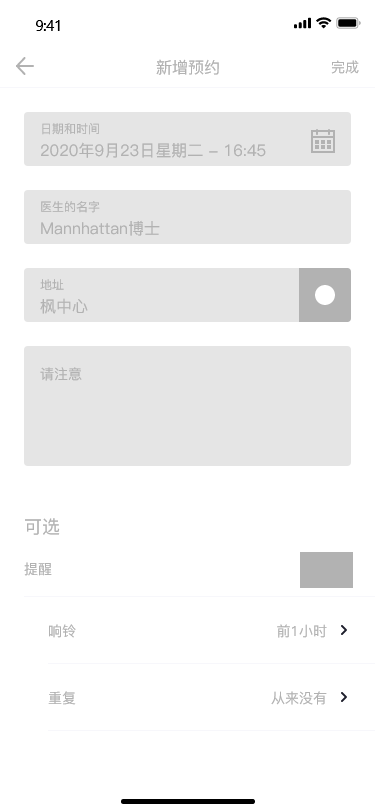 9:41
新增预约
完成
日期和时间
2020年9月23日星期二 – 16:45
医生的名字
Mannhattan博士
地址
枫中心
请注意
可选
提醒
响铃
前1小时
重复
从来没有